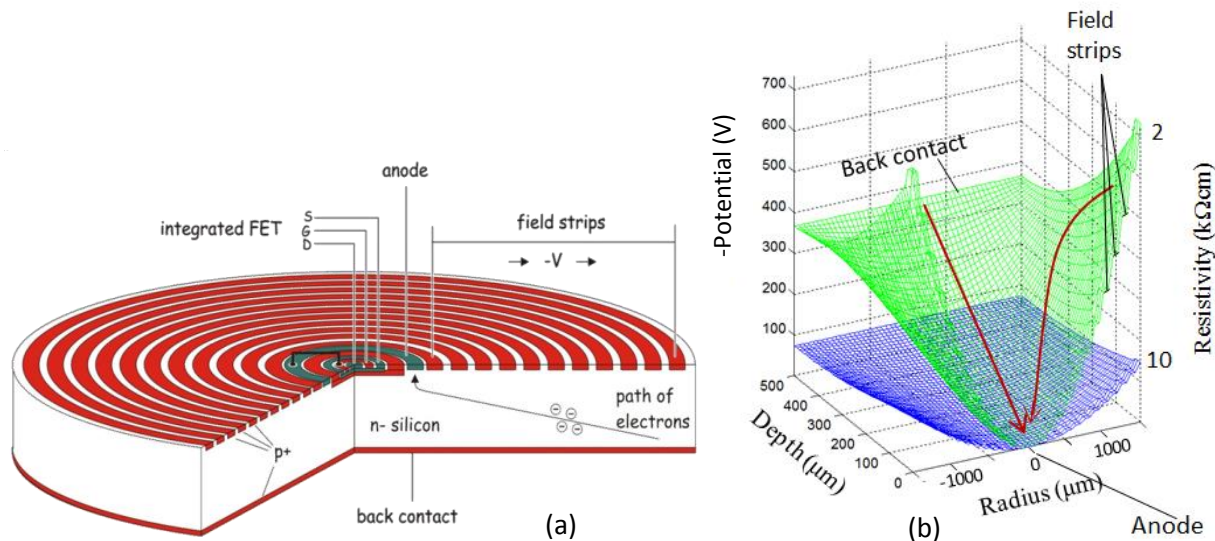 anode
integrated FET
S
G
D
field strips
-V
path of
electrons
n- silicon
p+
back contact
(a)
Field
strips
Back contact
-Potential (V)
700
600
500
400
300
200
100
500
400
300
200
100
0
Depth (μm)
-1000
0
1000
Radius (μm)
2
10
Resistivity (kΩcm)
Anode
(b)